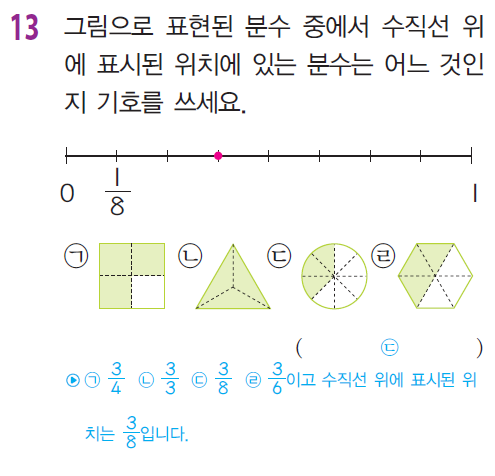 13 그림으로 표현된 분수 중에서 수직선 위
에 표시된 위치에 있는 분수는 어느 것인
지 기호를 쓰세요.
0 1/8 1
㉠ ㉡ ㉢ ㉣
( ㉢ )
▶ ㉠ 3/4 ㉡ 3/3 ㉢ 3/8 ㉣ 3/6이고 수직선 위에 표시된 위
치는 3/8입니다.